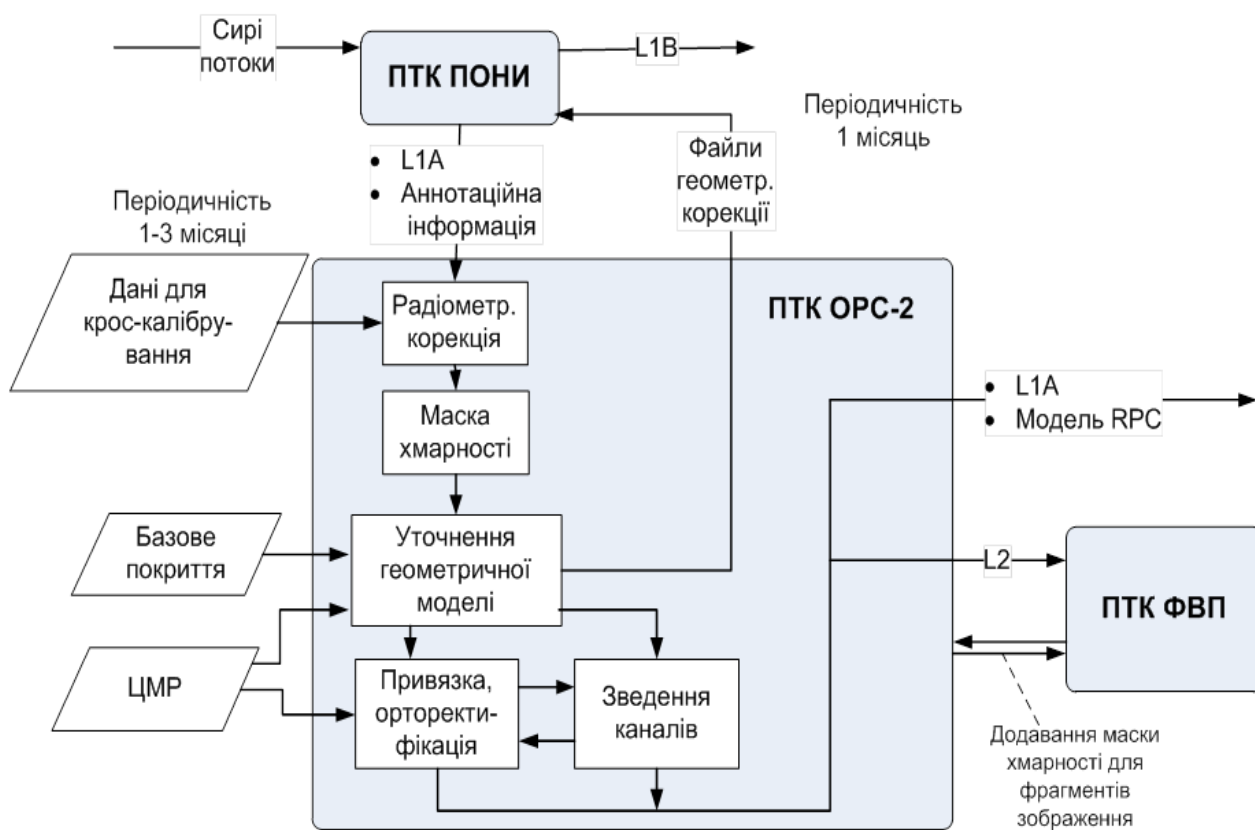 Сирі
потоки
ПТК ПОНИ
L1B
Періодичність
1 місяць
• L1A
• Аннотаційна
інформація
Файли
геометр.
корекції
Періодичність
1-3 місяці
Дані для
крос-калібру-
вання
Радіометр.
корекція
ПТК ОРС-2
Маска
хмарності
• L1A
• Модель RPC
Базове
покриття
Уточнення
геометричної
моделі
L2
ПТК ФВП
ЦМР
Привязка,
орторекти-
фікація
Зведення
каналів
Додавання маски
хмарності для
фрагментів
зображення